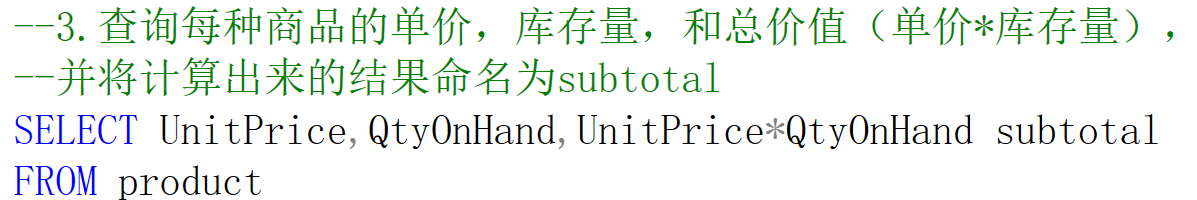 --3.查询每种商品的单价，库存量，和总价值（单价*库存量），
--并将计算出来的结果命名为subtotal
SELECT UnitPrice,QtyOnHand,UnitPrice*QtyOnHand subtotal
FROM product